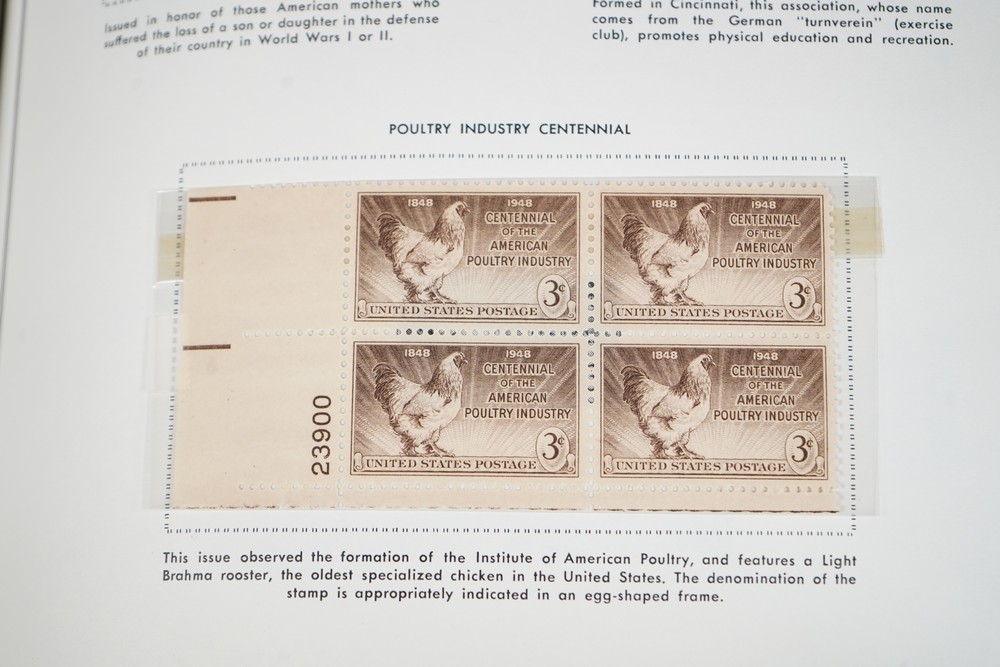 Issued in honor of those American mothers who
suffered the loss of a son or daughter in the defense
of their country in World Wars I or II.
Formed in Cincinnati, this association, whose name
comes from the German "turnverein" (exercise
club), promotes physical education and recreation.
POULTRY INDUSTRY CENTENNIAL
1848 1948
CENTENNIAL
OF THE
AMERICAN
POULTRY INDUSTRY
3¢
UNITED STATES POSTAGE
1848 1948
CENTENNIAL
OF THE
AMERICAN
POULTRY INDUSTRY
3¢
UNITED STATES POSTAGE
23900
1848 1948
CENTENNIAL
OF THE
AMERICAN
POULTRY INDUSTRY
3¢
UNITED STATES POSTAGE
1848 1948
CENTENNIAL
OF THE
AMERICAN
POULTRY INDUSTRY
3¢
UNITED STATES POSTAGE
This issue observed the formation of the Institute of American Poultry, and features a Light
Brahma rooster, the oldest specialized chicken in the United States. The denomination of the
stamp is appropriately indicated in an egg-shaped frame.